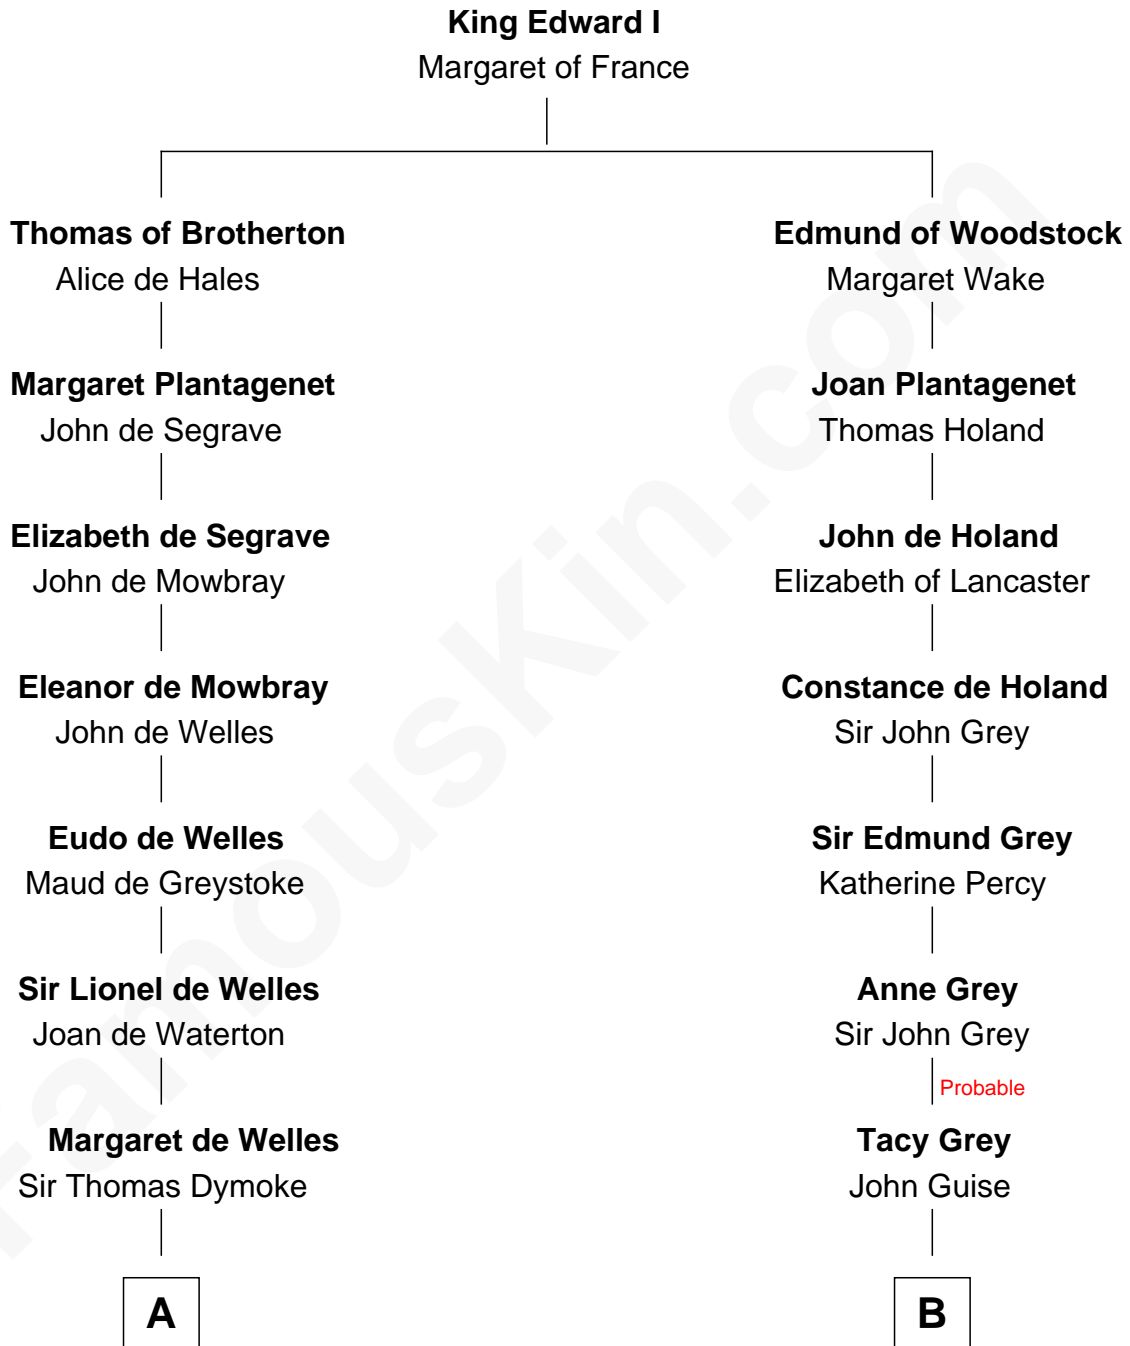 King Edward I
Margaret of France
Thomas of Brotherton
Alice de Hales
Edmund of Woodstock
Margaret Wake
Margaret Plantagenet
John de Segrave
Joan Plantagenet
Thomas Holand
Elizabeth de Segrave
John de Mowbray
John de Holand
Elizabeth of Lancaster
Eleanor de Mowbray
John de Welles
Constance de Holand
Sir John Grey
Eudo de Welles
Maud de Greystoke
Sir Edmund Grey
Katherine Percy
Sir Lionel de Welles
Joan de Waterton
Anne Grey
Sir John Grey
Probable
Margaret de Welles
Sir Thomas Dymoke
Tacy Grey
John Guise
A
B
FamousKin.com